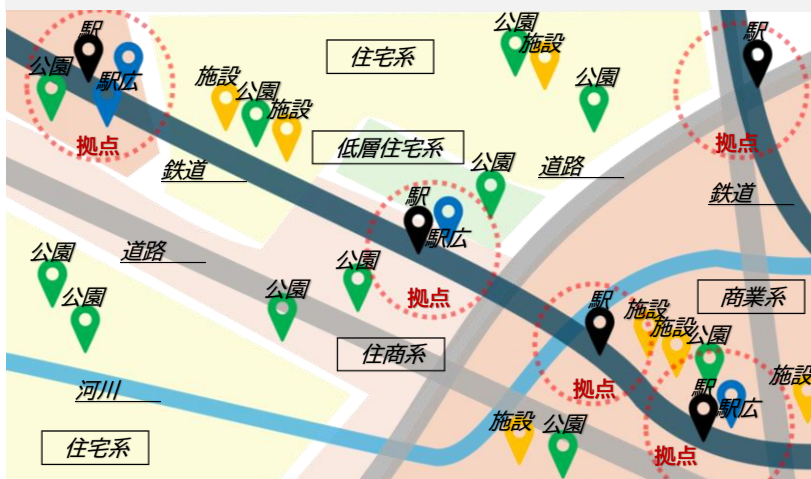 駅
公園
駅広
拠点
施設
公園
施設
住宅系
公園
施設
公園
駅
拠点
低層住宅系
鉄道
公園
道路
鉄道
駅
駅広
拠点
道路
公園
公園
公園
公園
住商系
商業系
駅
拠点
施設
施設
公園
駅
駅広
拠点
施設
河川
住宅系
施設
公園